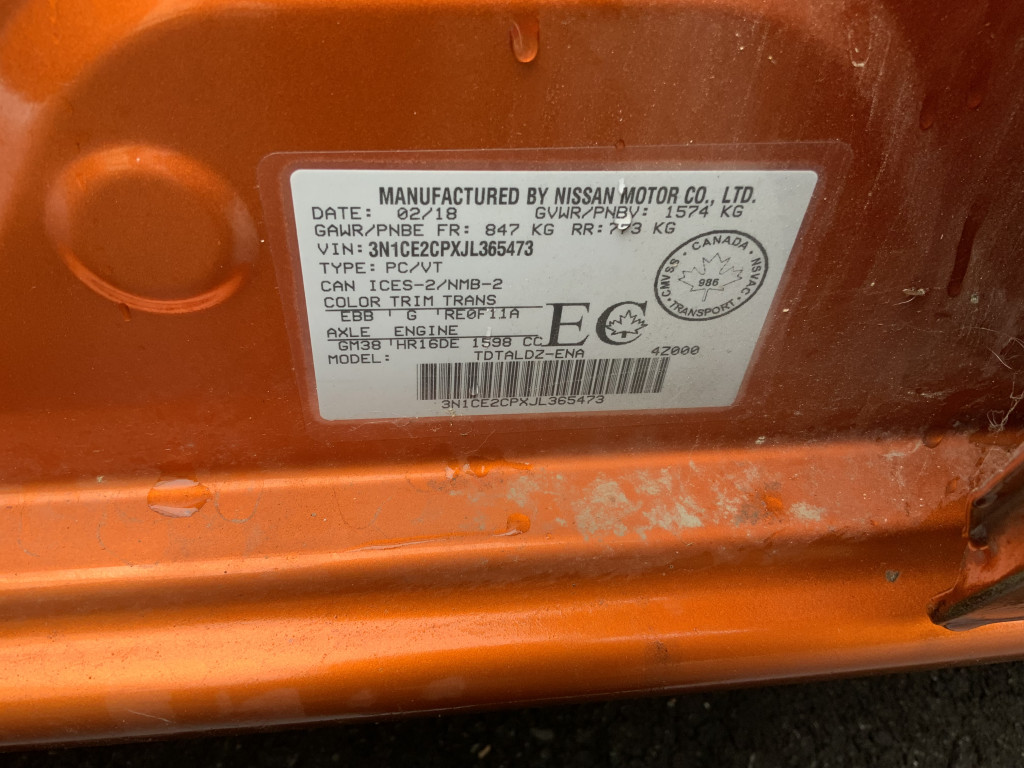 MANUFACTURED BY NISSAN MOTOR CO., LTD.
DATE: 02/18 GVWR/PNBV: 1574 KG
GAWR/PNBE FR: 847 KG RR: 773 KG
VIN: 3N1CE2CPXJL365473
TYPE: PC/VT
CAN ICES-2/NMB-2
COLOR TRIM TRANS
EBB ' G ' RE0F11A
AXLE ENGINE
GM38 ' HR16DE 1598 CC
MODEL: TDTALDZ-ENA 4Z000
EC
3N1CE2CPXJL365473
CANADA
CMVSS 986 NSVAC
TRANSPORT